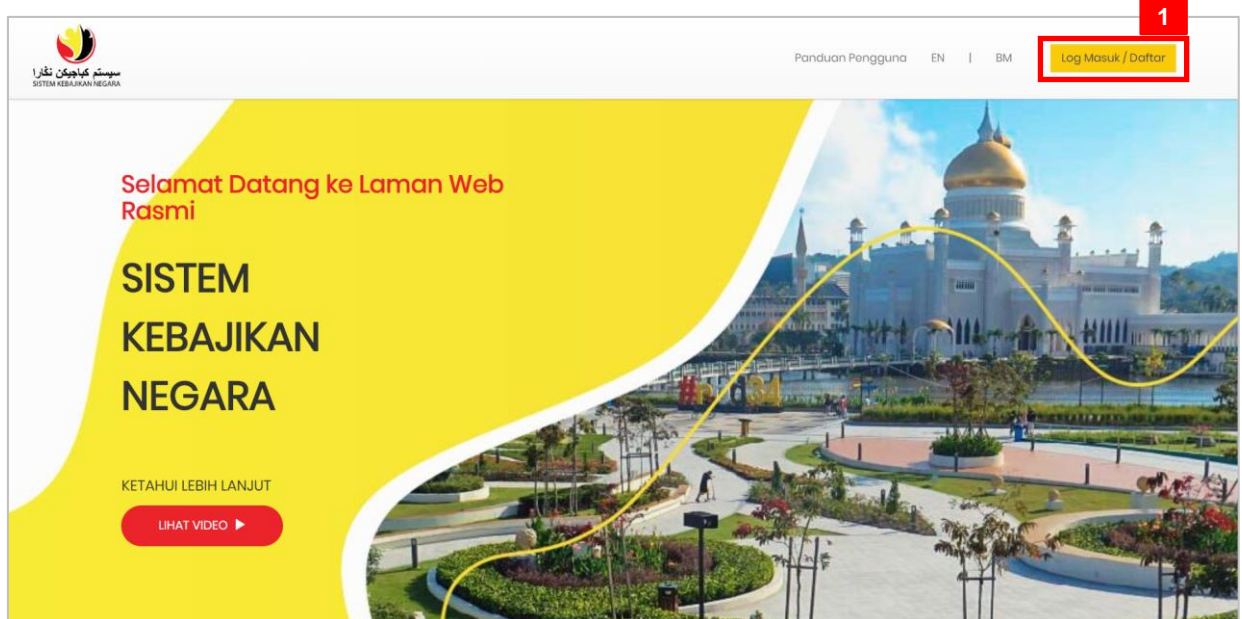 1
سيستم كباجيكن نݢارا
SISTEM KEBAJIKAN NEGARA
Panduan Pengguna EN | BM Log Masuk / Daftar
Selamat Datang ke Laman Web
Rasmi
SISTEM
KEBAJIKAN
NEGARA
KETAHUI LEBIH LANJUT
LIHAT VIDEO ▶